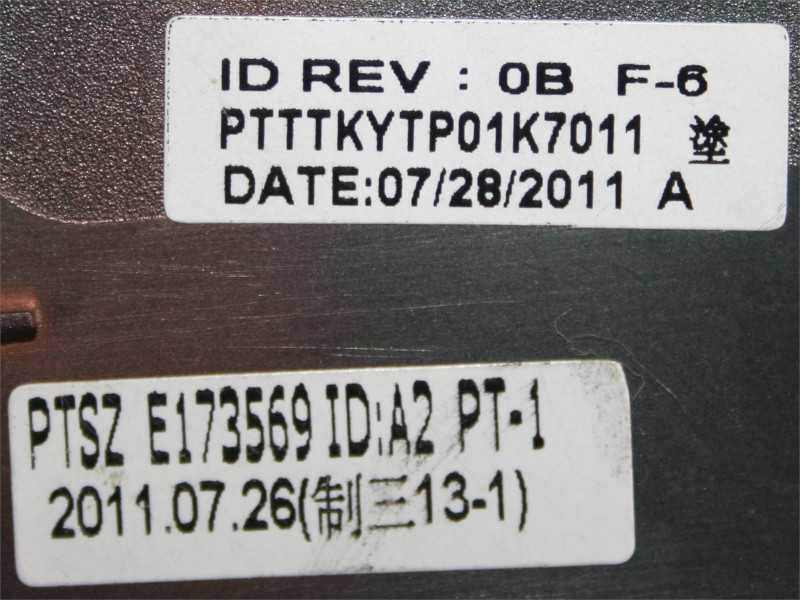 ID REV : 0B F-6
PTTTKYTP01K7011 塗
DATE:07/28/2011 A
PTSZ E173569 ID:A2 PT-1
2011.07.26(制三13-1)